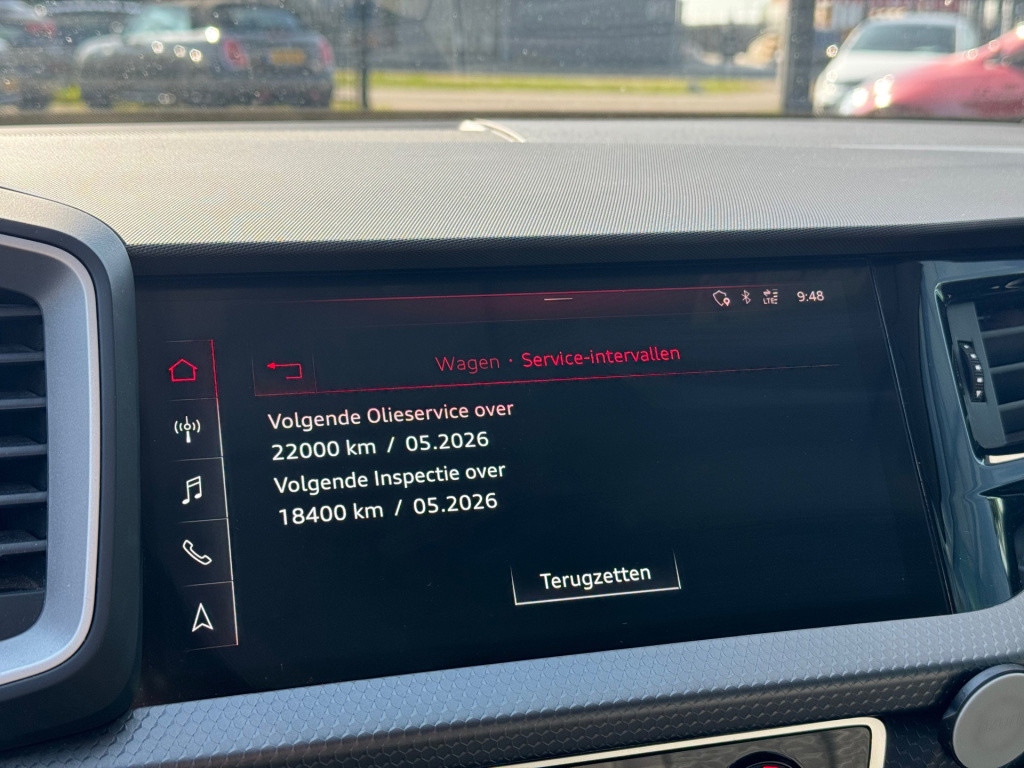 LTE 9:48
Wagen · Service-intervallen
Volgende Olieservice over
22000 km / 05.2026
Volgende Inspectie over
18400 km / 05.2026
Terugzetten